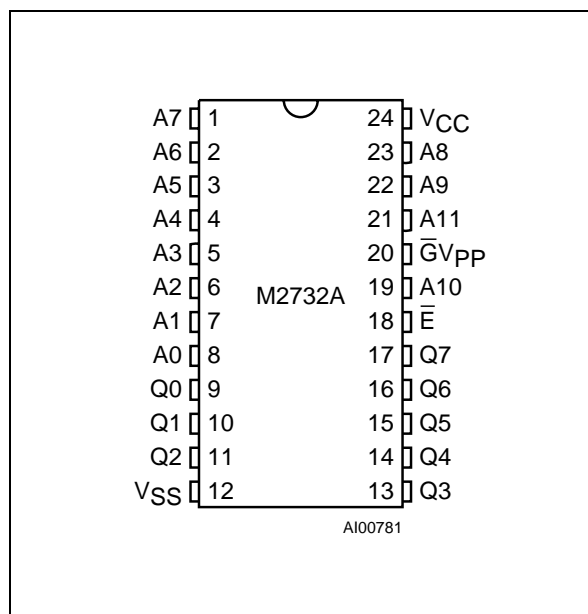 A7 1 24 VCC
A6 2 23 A8
A5 3 22 A9
A4 4 21 A11
A3 5 20 G̅VPP
A2 6 M2732A 19 A10
A1 7 18 E̅
A0 8 17 Q7
Q0 9 16 Q6
Q1 10 15 Q5
Q2 11 14 Q4
VSS 12 13 Q3
AI00781